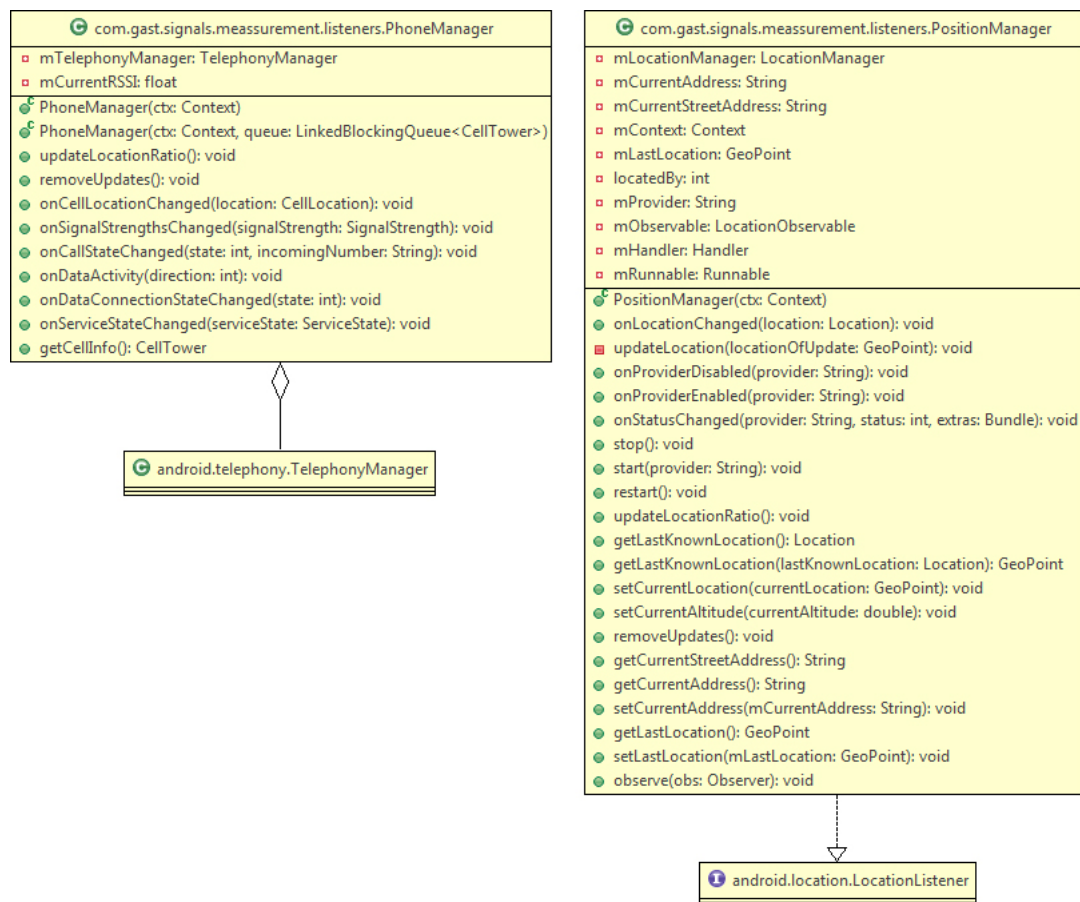 com.gast.signals.meassurement.listeners.PhoneManager
mTelephonyManager: TelephonyManager
mCurrentRSSI: float
PhoneManager(ctx: Context)
PhoneManager(ctx: Context, queue: LinkedBlockingQueue<CellTower>)
updateLocationRatio(): void
removeUpdates(): void
onCellLocationChanged(location: CellLocation): void
onSignalStrengthsChanged(signalStrength: SignalStrength): void
onCallStateChanged(state: int, incomingNumber: String): void
onDataActivity(direction: int): void
onDataConnectionStateChanged(state: int): void
onServiceStateChanged(serviceState: ServiceState): void
getCellInfo(): CellTower
android.telephony.TelephonyManager
com.gast.signals.meassurement.listeners.PositionManager
mLocationManager: LocationManager
mCurrentAddress: String
mCurrentStreetAddress: String
mContext: Context
mLastLocation: GeoPoint
locatedBy: int
mProvider: String
mObservable: LocationObservable
mHandler: Handler
mRunnable: Runnable
PositionManager(ctx: Context)
onLocationChanged(location: Location): void
updateLocation(locationOfUpdate: GeoPoint): void
onProviderDisabled(provider: String): void
onProviderEnabled(provider: String): void
onStatusChanged(provider: String, status: int, extras: Bundle): void
stop(): void
start(provider: String): void
restart(): void
updateLocationRatio(): void
getLastKnownLocation(): Location
getLastKnownLocation(lastKnownLocation: Location): GeoPoint
setCurrentLocation(currentLocation: GeoPoint): void
setCurrentAltitude(currentAltitude: double): void
removeUpdates(): void
getCurrentStreetAddress(): String
getCurrentAddress(): String
setCurrentAddress(mCurrentAddress: String): void
getLastLocation(): GeoPoint
setLastLocation(mLastLocation: GeoPoint): void
observe(obs: Observer): void
android.location.LocationListener